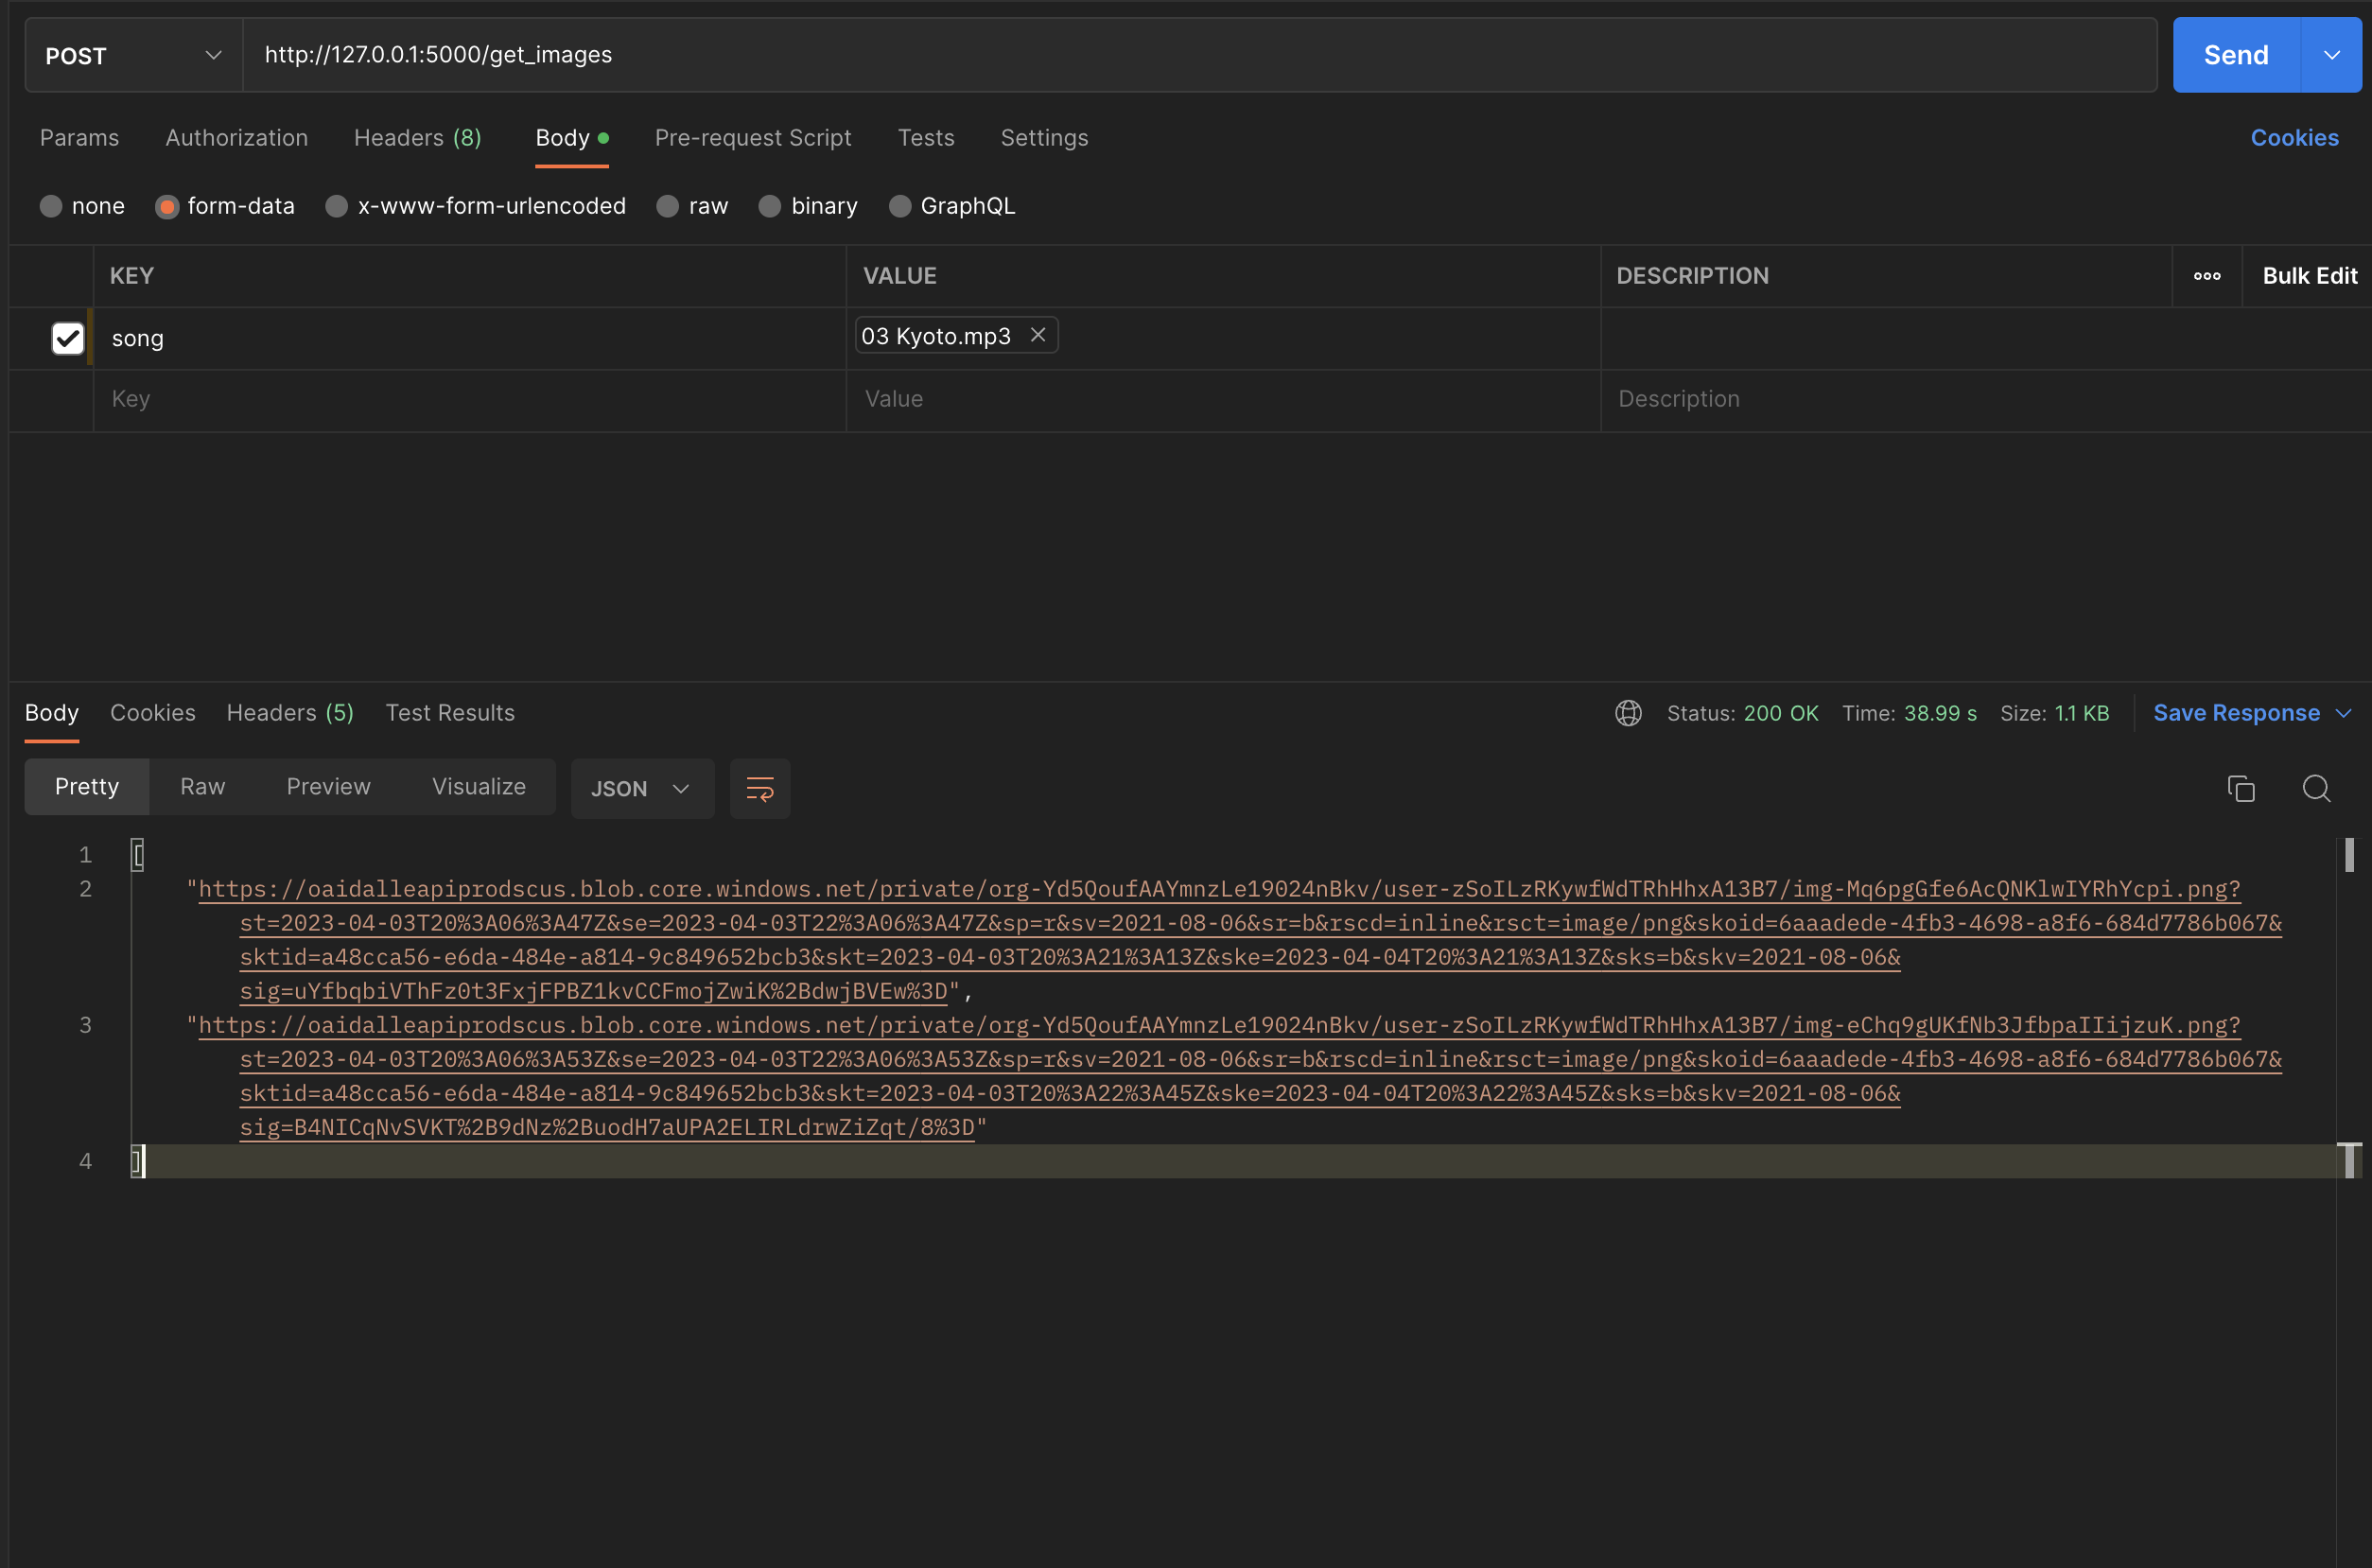 POST http://127.0.0.1:5000/get_images Send
Params Authorization Headers (8) Body Pre-request Script Tests Settings Cookies
none form-data x-www-form-urlencoded raw binary GraphQL
KEY VALUE DESCRIPTION ooo Bulk Edit
song 03 Kyoto.mp3
Key Value Description
Body Cookies Headers (5) Test Results Status: 200 OK Time: 38.99 s Size: 1.1 KB Save Response
Pretty Raw Preview Visualize JSON
1 [
2 "https://oaidalleapiprodscus.blob.core.windows.net/private/org-Yd5QoufAAYmnzLe19024nBkv/user-zSoILzRKywfWdTRhHhxA13B7/img-Mq6pgGfe6AcQNKlwIYRhYcpi.png?
st=2023-04-03T20%3A06%3A47Z&se=2023-04-03T22%3A06%3A47Z&sp=r&sv=2021-08-06&sr=b&rscd=inline&rsct=image/png&skoid=6aaadede-4fb3-4698-a8f6-684d7786b067&
sktid=a48cca56-e6da-484e-a814-9c849652bcb3&skt=2023-04-03T20%3A21%3A13Z&ske=2023-04-04T20%3A21%3A13Z&sks=b&skv=2021-08-06&
sig=uYfbqbiVThFz0t3FxjFPBZ1kvCCFmojZwiK%2BdwjBVEw%3D",
3 "https://oaidalleapiprodscus.blob.core.windows.net/private/org-Yd5QoufAAYmnzLe19024nBkv/user-zSoILzRKywfWdTRhHhxA13B7/img-eChq9gUKfNb3JfbpaIIijzuK.png?
st=2023-04-03T20%3A06%3A53Z&se=2023-04-03T22%3A06%3A53Z&sp=r&sv=2021-08-06&sr=b&rscd=inline&rsct=image/png&skoid=6aaadede-4fb3-4698-a8f6-684d7786b067&
sktid=a48cca56-e6da-484e-a814-9c849652bcb3&skt=2023-04-03T20%3A22%3A45Z&ske=2023-04-04T20%3A22%3A45Z&sks=b&skv=2021-08-06&
sig=B4NICqNvSVKT%2B9dNz%2BuodH7aUPA2ELIRLdrwZiZqt/8%3D"
4 ]